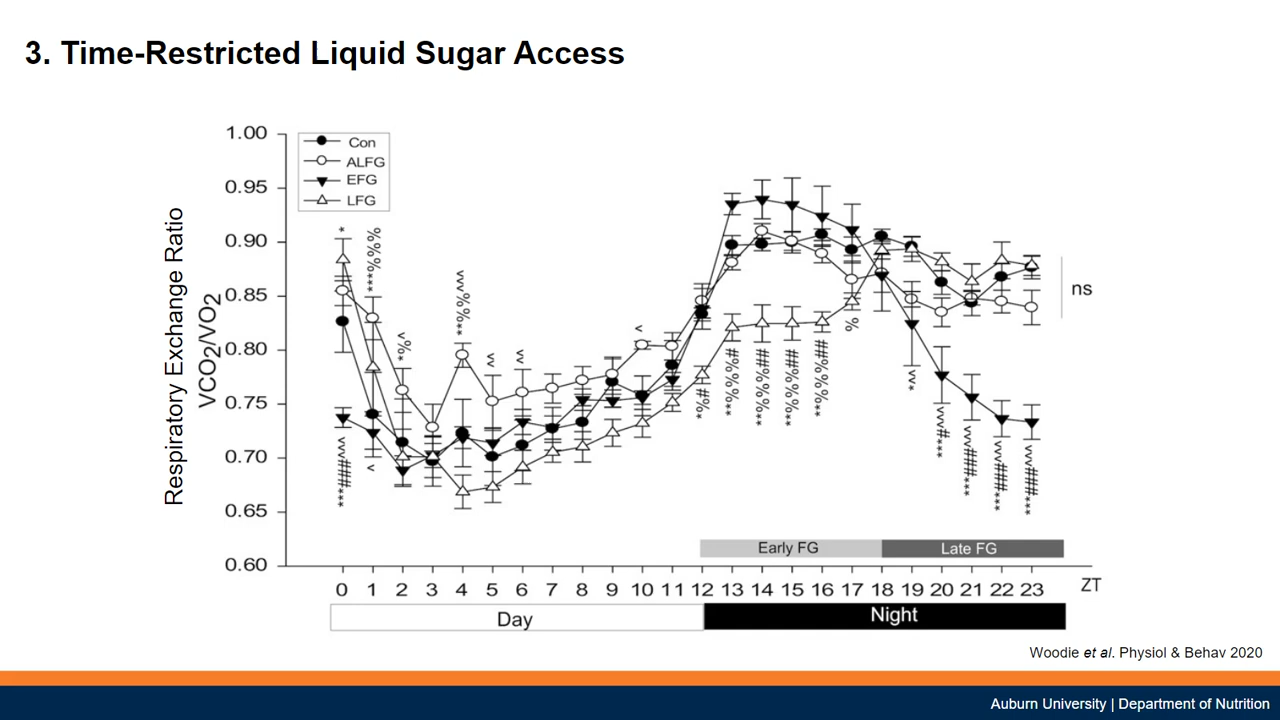 3. Time-Restricted Liquid Sugar Access
Respiratory Exchange Ratio
VCO2/VO2
1.00
0.95
0.90
0.85
0.80
0.75
0.70
0.65
0.60
Con
ALFG
EFG
LFG
ns
Early FG
Late FG
0 1 2 3 4 5 6 7 8 9 10 11 12 13 14 15 16 17 18 19 20 21 22 23
ZT
Day
Night
Woodie et al. Physiol & Behav 2020
Auburn University | Department of Nutrition